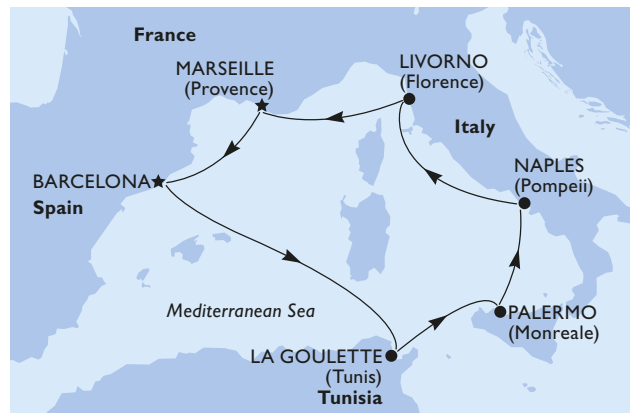 France
MARSEILLE
(Provence)
LIVORNO
(Florence)
Italy
NAPLES
(Pompeii)
BARCELONA
Spain
Mediterranean Sea
PALERMO
(Monreale)
LA GOULETTE
(Tunis)
Tunisia